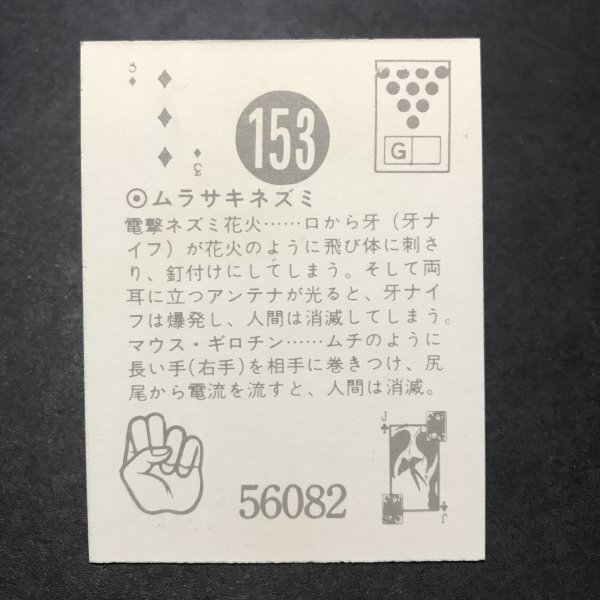 3
153
G
3
◉ムラサキネズミ
電撃ネズミ花火……口から牙（牙ナ
イフ）が花火のように飛び体に刺さ
り、釘付けにしてしまう。そして両
耳に立つアンテナが光ると、牙ナイ
フは爆発し、人間は消滅してしまう。
マウス・ギロチン……ムチのように
長い手(右手)を相手に巻きつけ、尻
尾から電流を流すと、人間は消滅。
J
56082
J